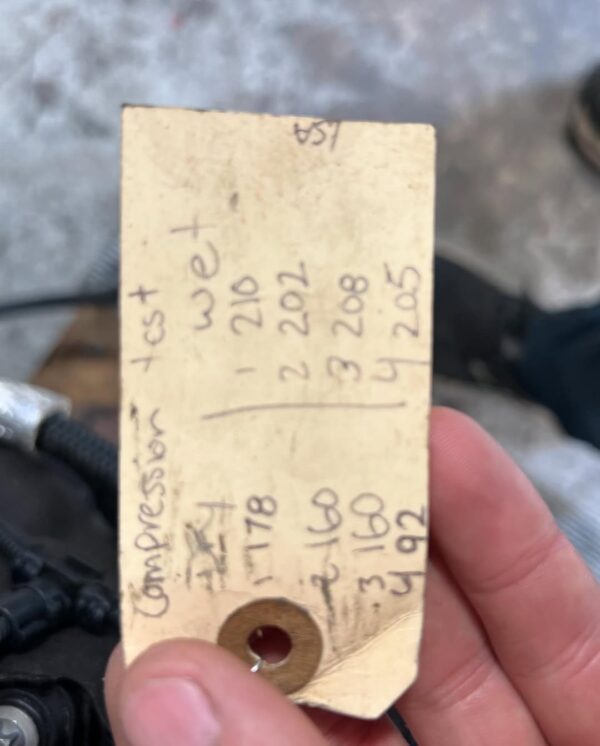 Compression test
Dry wet
1 178 1 210
2 160 2 202
3 160 3 208
4 92 4 205